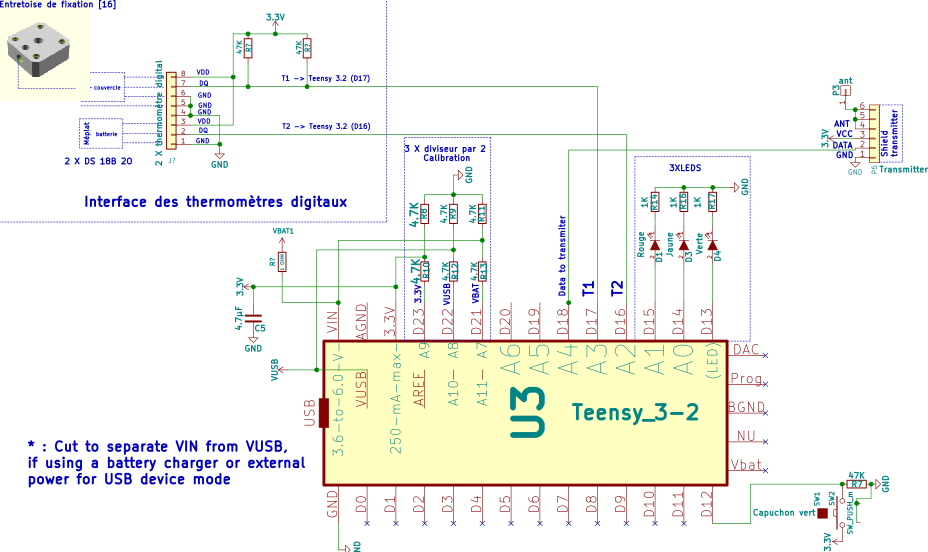 Entretoise de fixation [16]
3.3V
47K
R?
47K
R?
2 X thermomètre digital
8
VDD
7
DQ
6
GND
5
GND
4
GND
3
VDD
2
DQ
1
GND
couvercle
Méplat
batterie
J?
GND
2 X DS 18B 20
T1 -> Teensy 3.2 (D17)
T2 -> Teensy 3.2 (D16)
Interface des thermomètres digitaux
3 X diviseur par 2
Calibration
GND
4.7K
R8
4.7K
R9
4.7K
R11
4.7K
R10
4.7K
R12
4.7K
R13
3.3V
VUSB
VBAT
VBAT1
R?
1 OHM
3.3V
4.7µF
C5
GND
VUSB
Data to transmiter
T1
T2
3XLEDS
GND
1K
R14
1K
R16
1K
R17
Rouge
D1
Jaune
D3
Verte
D4
P3
ant
ANT
VCC
DATA
GND
3.3V
GND
6
5
4
3
2
1
Shield
transmitter
P5
Transmitter
VIN
AGND
3.3V
D23
D22
D21
D20
D19
D18
D17
D16
D15
D14
D13
3.6-to-6.0-V-
VUSB
250-mA-max-
A9
AREF
A8
A10-
A7
A11-
A6
A5
A4
A3
A2
A1
A0
(LED)
USB
U3
Teensy_3-2
DAC
Prog
BGND
NU
Vbat
GND
D0
D1
D2
D3
D4
D5
D6
D7
D8
D9
D10
D11
D12
* : Cut to separate VIN from VUSB,
if using a battery charger or external
power for USB device mode
ND
47K
R7
GND
Capuchon vert
SW1
SW2
SW_PUSH_m
3.3V